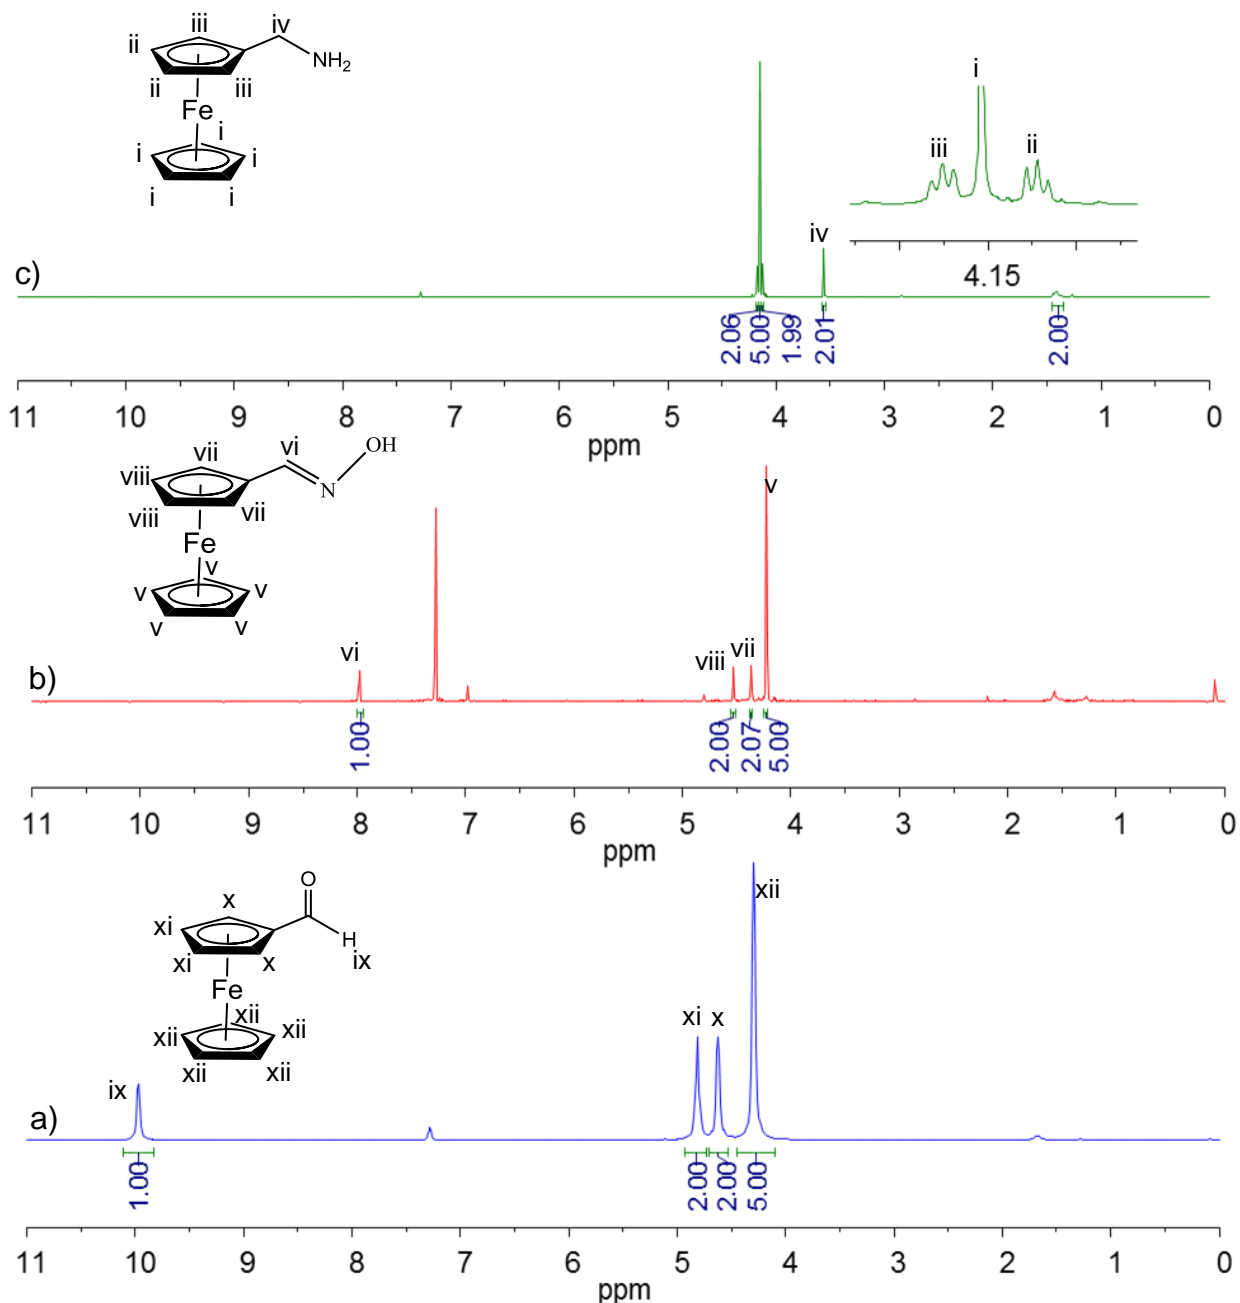 iii iv
ii NH2
ii iii
Fe
i
i i
i i
i
iii ii
iv
4.15
c)
2.06 5.00 1.99 2.01 2.00
11 10 9 8 7 6 5 4 3 2 1 0
ppm
vi OH
vii
viii N
viii vii
Fe
v
v v
v v
v
vi viii vii
b)
1.00 2.00 2.07 5.00
11 10 9 8 7 6 5 4 3 2 1 0
ppm
O
x
xi H
xi x ix
Fe
xii
xii xii
xii xii
xii
xi x
ix
a)
1.00 2.00 2.00 5.00
11 10 9 8 7 6 5 4 3 2 1 0
ppm